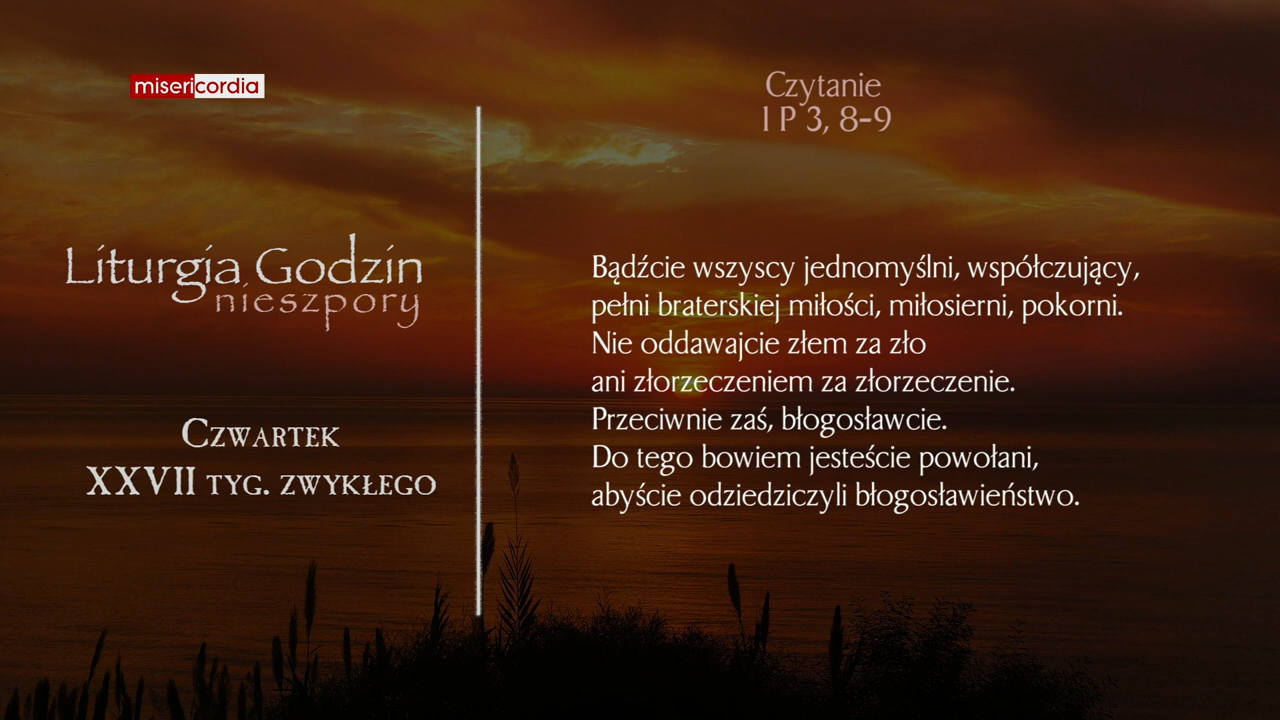 misericordia
Liturgia Godzin
nieszpory
Czwartek
XXVII tyg. zwykłego
Czytanie
1 P 3, 8-9
Bądźcie wszyscy jednomyślni, współczujący,
pełni braterskiej miłości, miłosierni, pokorni.
Nie oddawajcie złem za zło
ani złorzeczeniem za złorzeczenie.
Przeciwnie zaś, błogosławcie.
Do tego bowiem jesteście powołani,
abyście odziedziczyli błogosławieństwo.